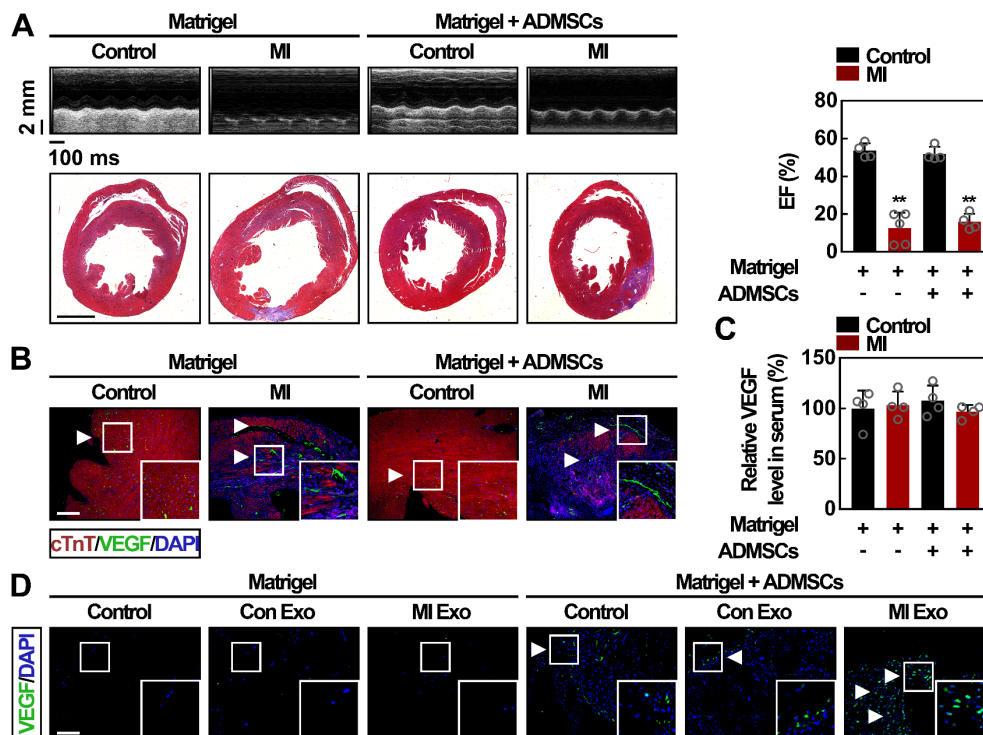 A
Matrigel
Matrigel + ADMSCs
Control
MI
Control
MI
2 mm
100 ms
Control
MI
EF (%)
80
60
40
20
0
**
**
Matrigel + + + +
ADMSCs - - + +
B
Matrigel
Matrigel + ADMSCs
Control
MI
Control
MI
cTnT/VEGF/DAPI
C
Control
MI
Relative VEGF
level in serum (%)
150
100
50
0
Matrigel + + + +
ADMSCs - - + +
D
Matrigel
Matrigel + ADMSCs
Control
Con Exo
MI Exo
Control
Con Exo
MI Exo
VEGF/DAPI